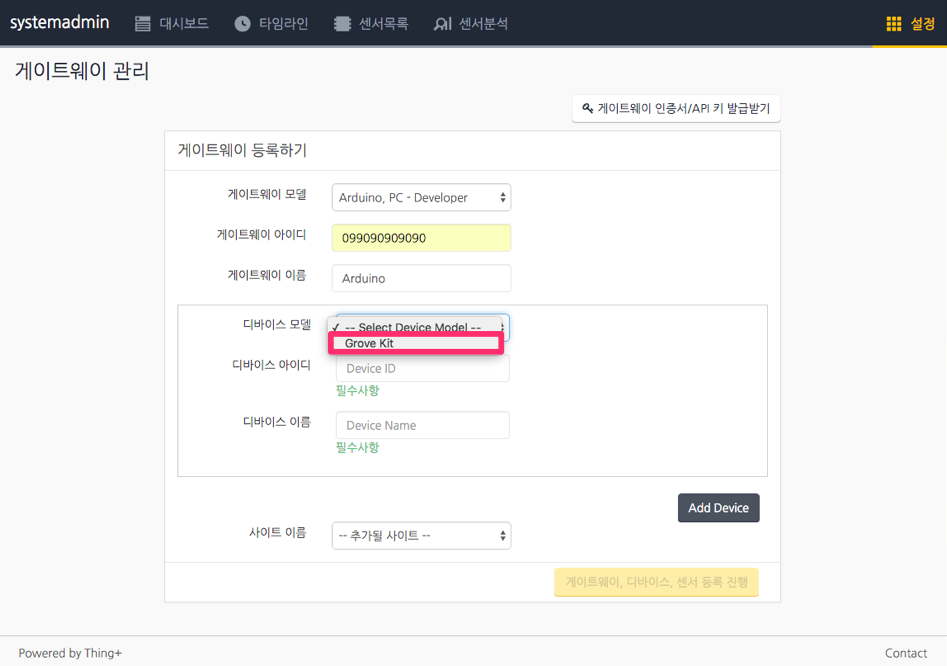 systemadmin 대시보드 타임라인 센서목록 센서분석 설정
게이트웨이 관리
게이트웨이 인증서/API 키 발급받기
게이트웨이 등록하기
게이트웨이 모델 Arduino, PC - Developer
게이트웨이 아이디 099090909090
게이트웨이 이름 Arduino
디바이스 모델 ✓ -- Select Device Model --
Grove Kit
디바이스 아이디 Device ID
필수사항
디바이스 이름 Device Name
필수사항
Add Device
사이트 이름 -- 추가될 사이트 --
게이트웨이, 디바이스, 센서 등록 진행
Powered by Thing+ Contact